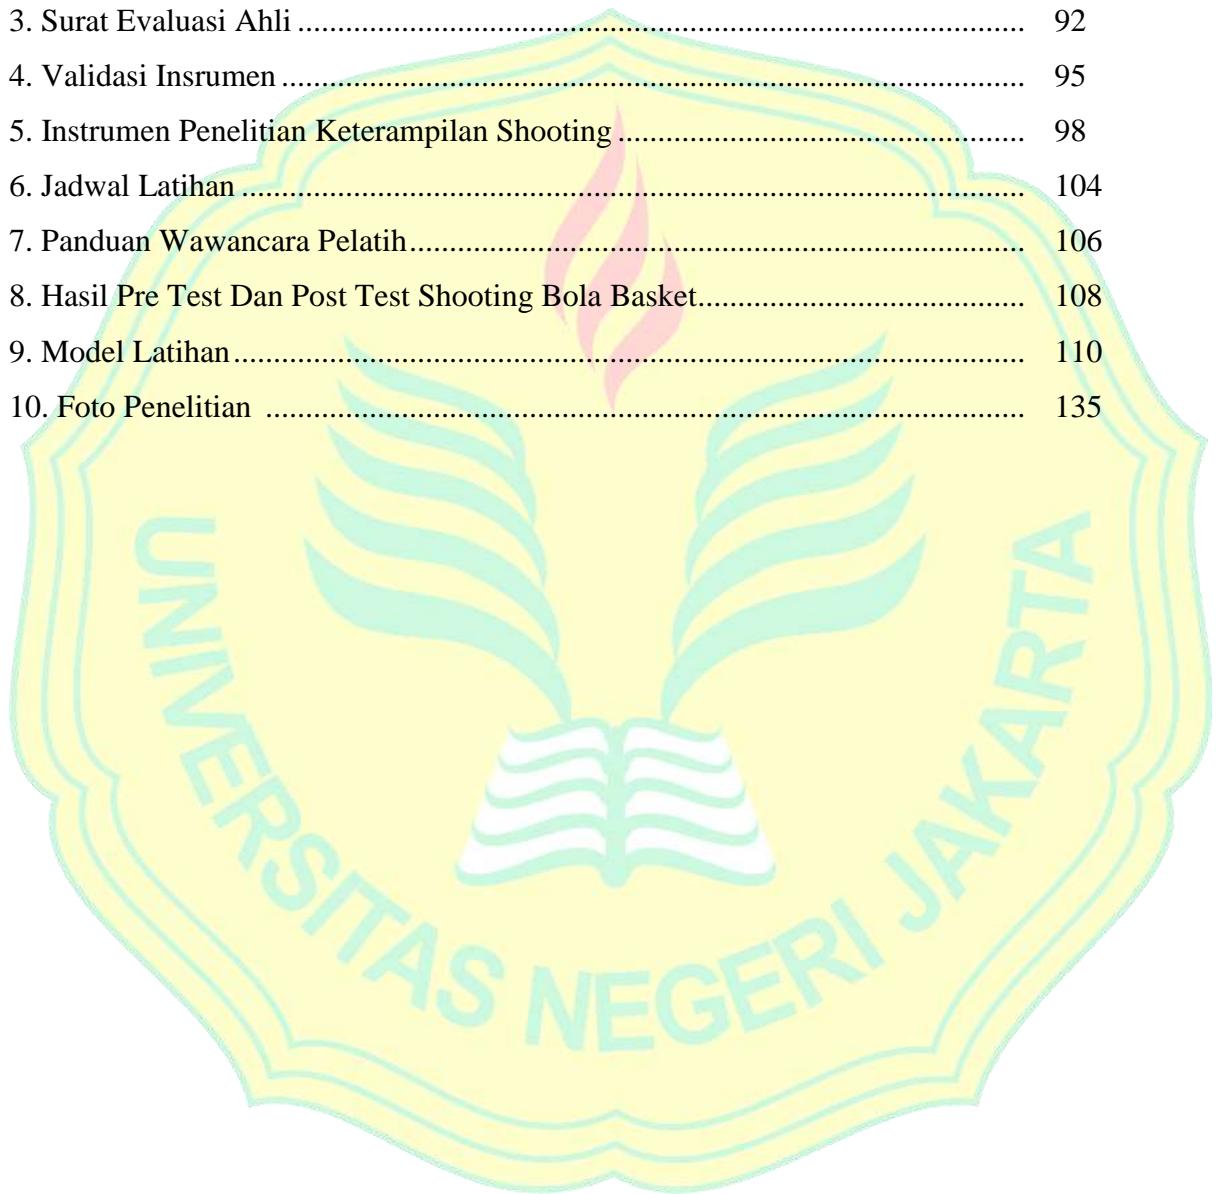 3. Surat Evaluasi Ahli ........................................................................................... 92
4. Validasi Insrumen ............................................................................................. 95
5. Instrumen Penelitian Keterampilan Shooting ................................................... 98
6. Jadwal Latihan .................................................................................................. 104
7. Panduan Wawancara Pelatih ............................................................................. 106
8. Hasil Pre Test Dan Post Test Shooting Bola Basket ......................................... 108
9. Model Latihan ................................................................................................... 110
10. Foto Penelitian ............................................................................................... 135
UNIVERSITAS NEGERI JAKARTA